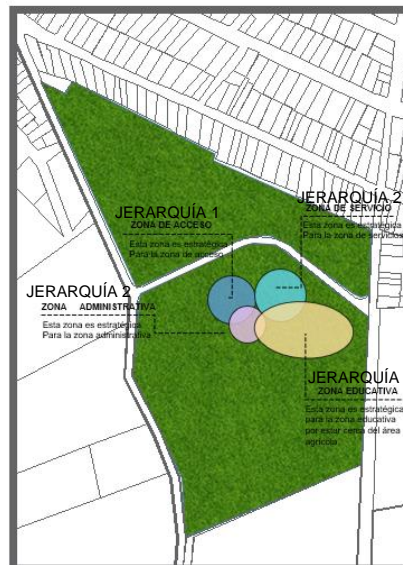 JERARQUÍA 2
ZONA DE SERVICIO
Esta zona es estratégica
Para la zona de servicios
JERARQUÍA 1
ZONA DE ACCESO
Esta zona es estratégica
Para la zona de acceso
JERARQUÍA 2
ZONA ADMINISTRATIVA
Esta zona es estratégica
Para la zona administrativa
JERARQUÍA
ZONA EDUCATIVA
Esta zona es estratégica
para la zona educativa
por estar cerca del área
agrícola.